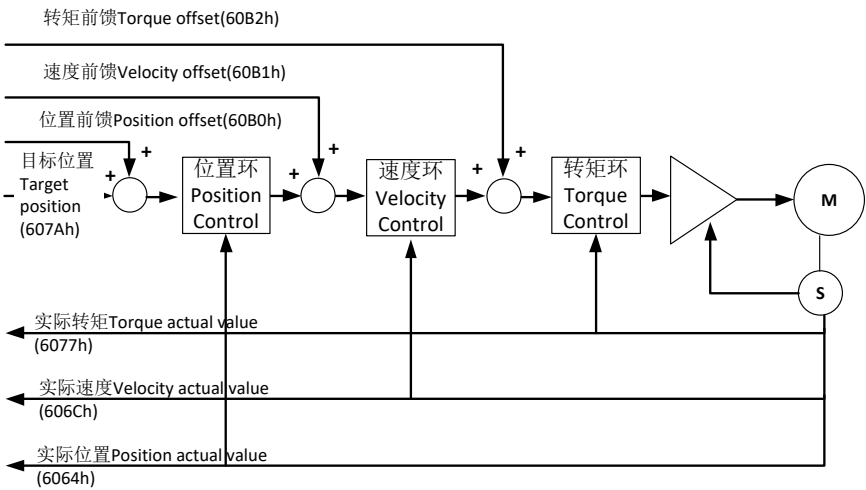 转矩前馈Torque offset(60B2h)
速度前馈Velocity offset(60B1h)
位置前馈Position offset(60B0h)
目标位置
Target
position
(607Ah)
+
+
位置环
Position
Control
+
+
速度环
Velocity
Control
+
+
转矩环
Torque
Control
M
S
实际转矩Torque actual value
(6077h)
实际速度Velocity actual value
(606Ch)
实际位置Position actual value
(6064h)